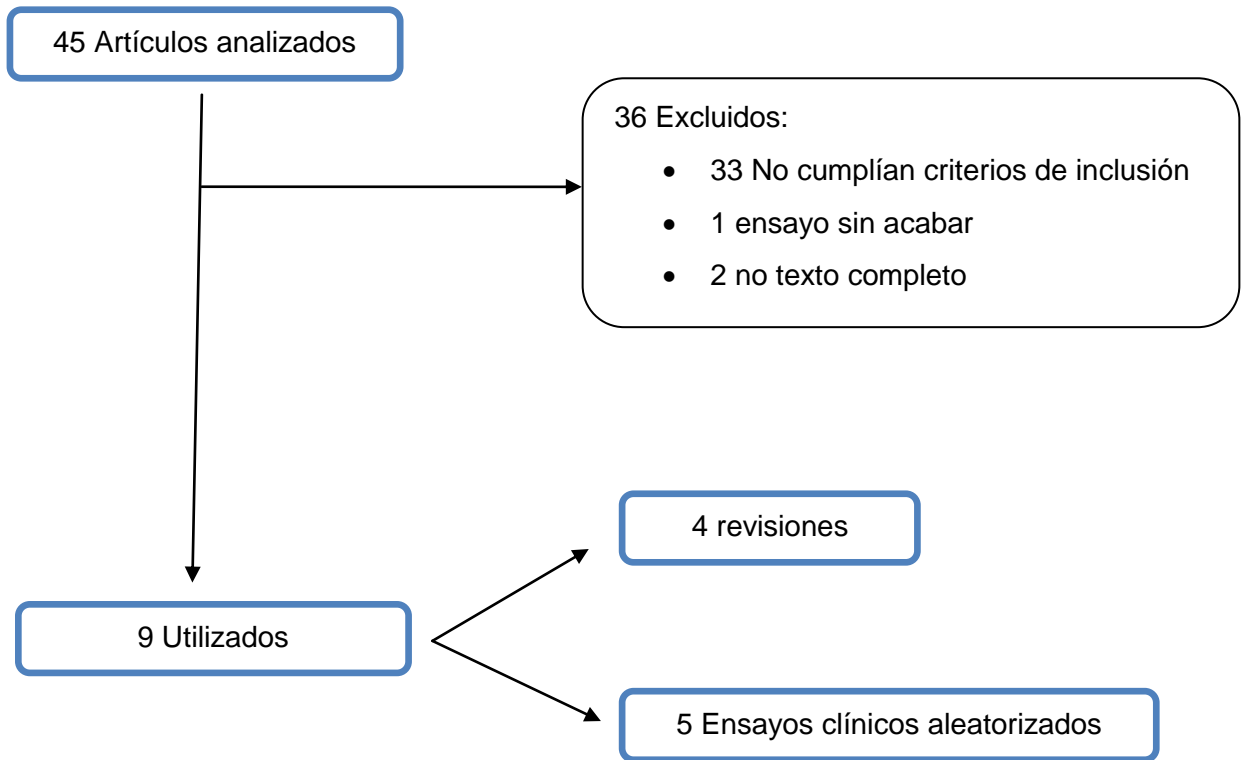 45 Artículos analizados
36 Excluidos:
• 33 No cumplían criterios de inclusión
• 1 ensayo sin acabar
• 2 no texto completo
4 revisiones
9 Utilizados
5 Ensayos clínicos aleatorizados